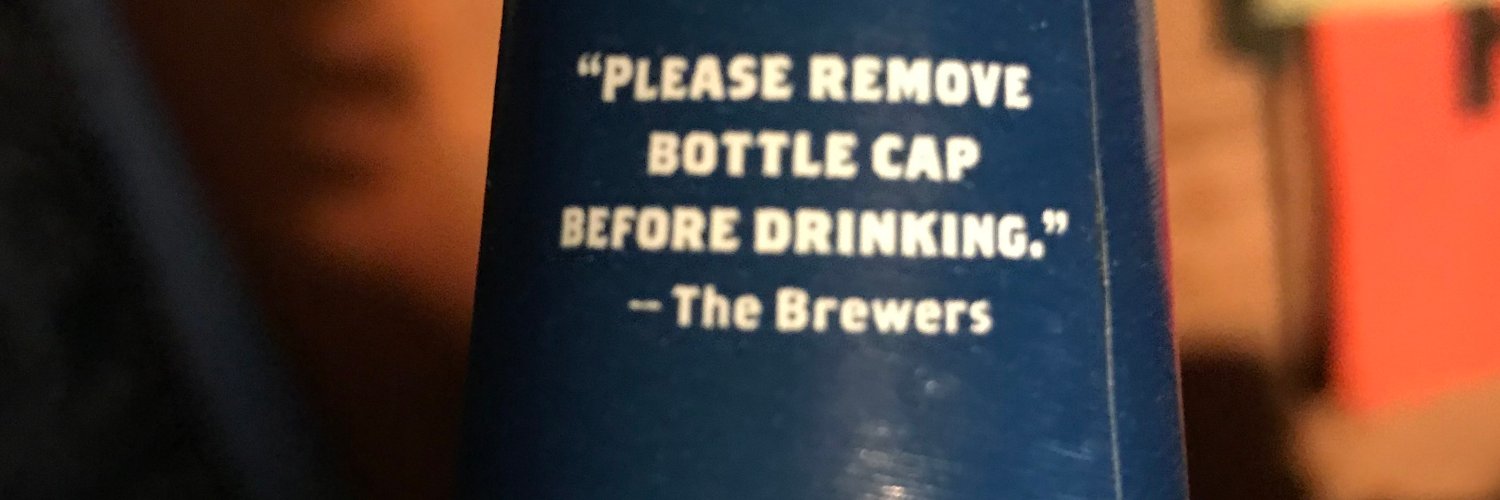 “PLEASE REMOVE
BOTTLE CAP
BEFORE DRINKING.”
– The Brewers